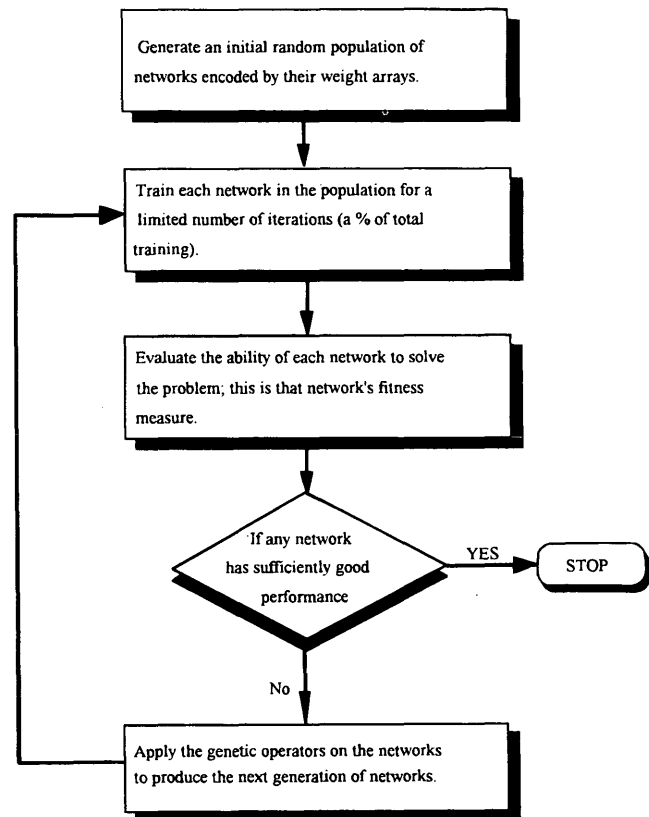 Generate an initial random population of
networks encoded by their weight arrays.
Train each network in the population for a
limited number of iterations (a % of total
training).
Evaluate the ability of each network to solve
the problem; this is that network's fitness
measure.
If any network
has sufficiently good
performance
YES
STOP
No
Apply the genetic operators on the networks
to produce the next generation of networks.